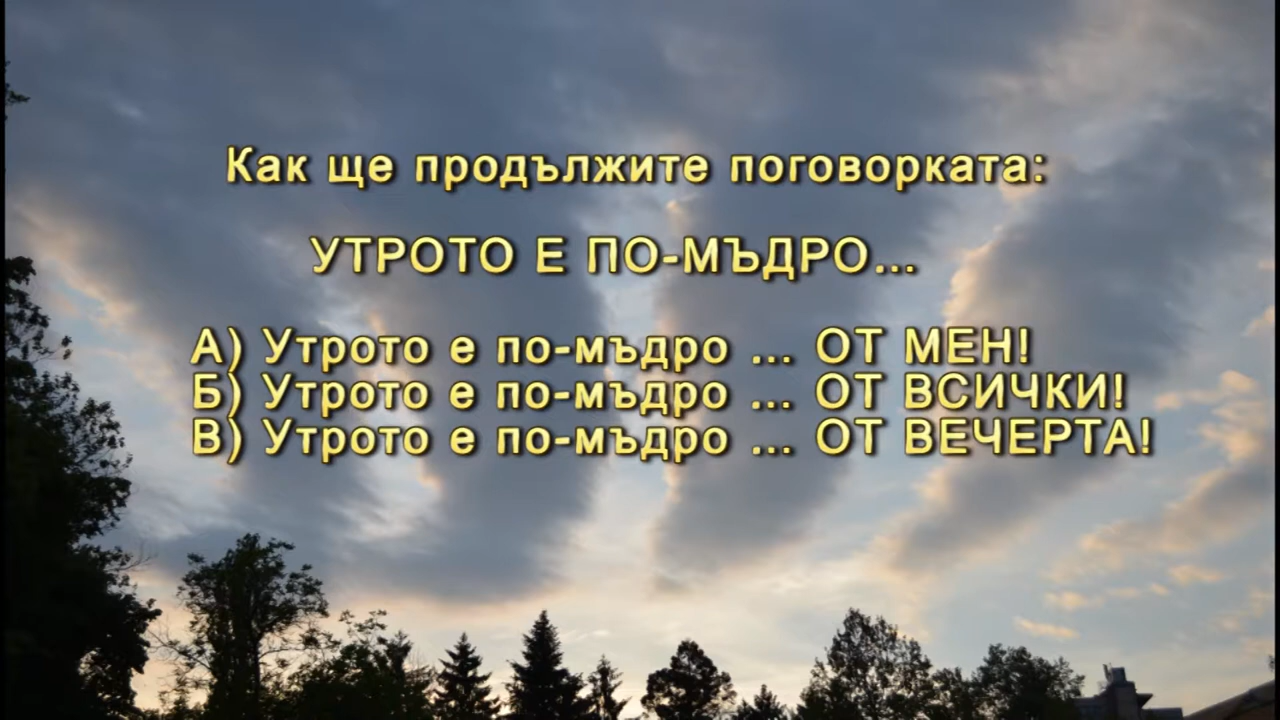 Как ще продължите поговорката:
УТРОТО Е ПО-МЪДРО...
А) Утрото е по-мъдро ... ОТ МЕН!
Б) Утрото е по-мъдро ... ОТ ВСИЧКИ!
В) Утрото е по-мъдро ... ОТ ВЕЧЕРТА!